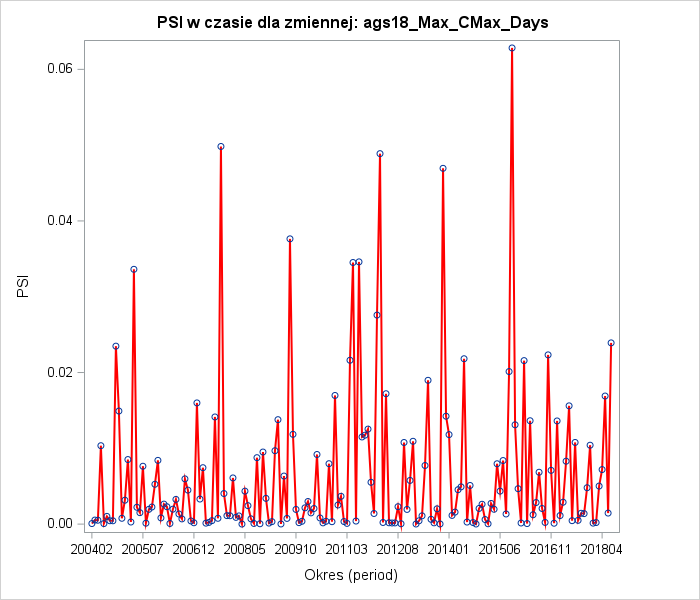 PSI w czasie dla zmiennej: ags18_Max_CMax_Days
0.06
0.04
0.02
0.00
PSI
200402 200507 200612 200805 200910 201103 201208 201401 201506 201611 201804
Okres (period)